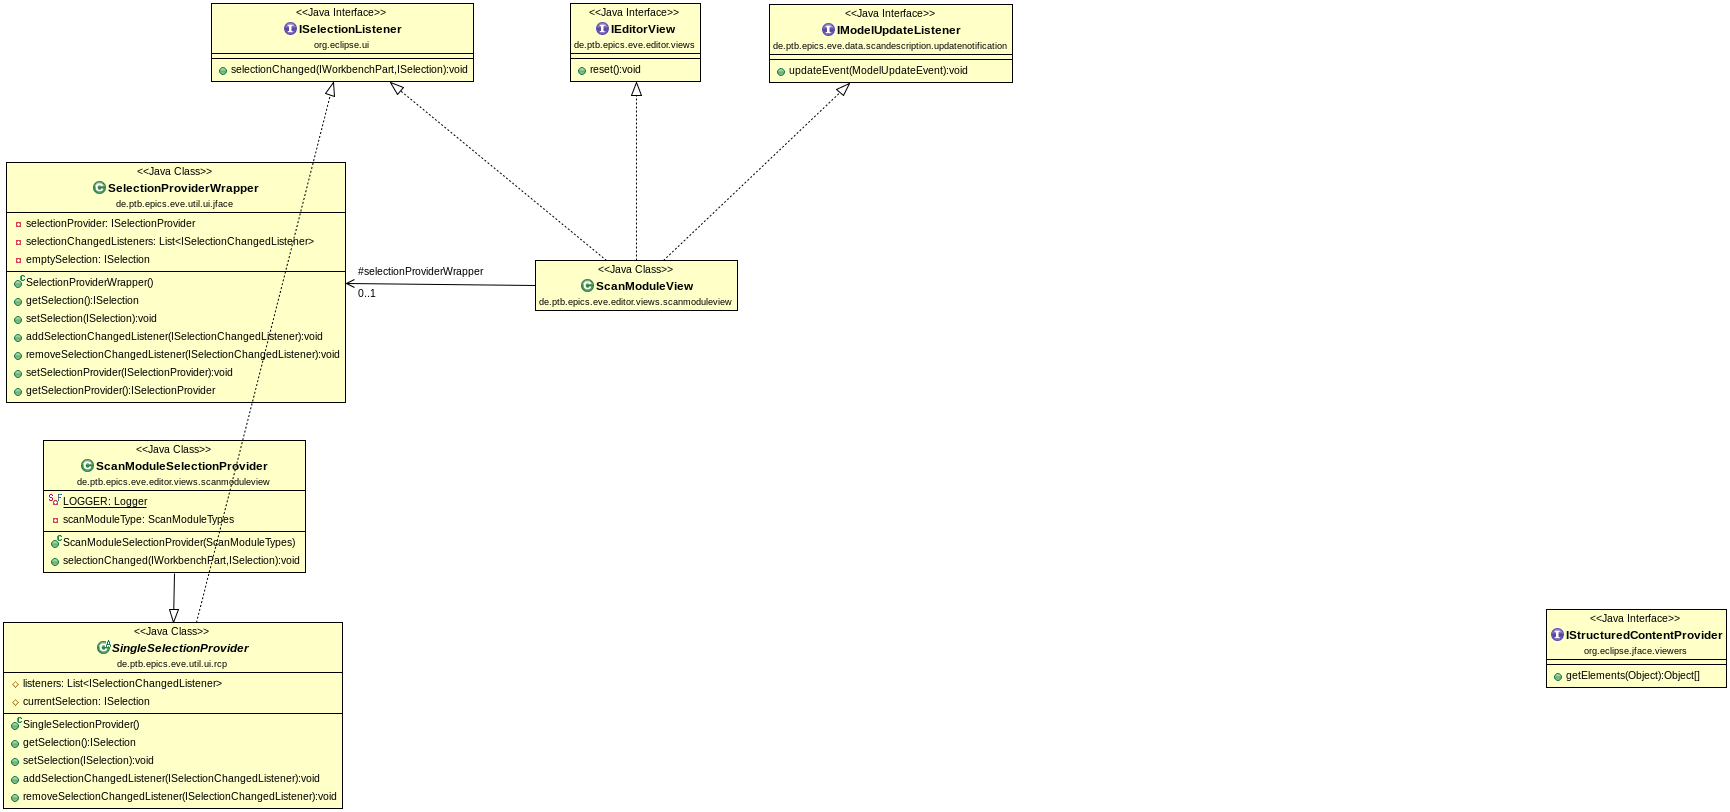 <<Java Interface>>
ISelectionListener
org.eclipse.ui
selectionChanged(IWorkbenchPart,ISelection):void
<<Java Interface>>
IEditorView
de.ptb.epics.eve.editor.views
reset():void
<<Java Interface>>
IModelUpdateListener
de.ptb.epics.eve.data.scandescription.updatenotification
updateEvent(ModelUpdateEvent):void
<<Java Class>>
SelectionProviderWrapper
de.ptb.epics.eve.util.ui.jface
selectionProvider: ISelectionProvider
selectionChangedListeners: List<ISelectionChangedListener>
emptySelection: ISelection
SelectionProviderWrapper()
getSelection():ISelection
setSelection(ISelection):void
addSelectionChangedListener(ISelectionChangedListener):void
removeSelectionChangedListener(ISelectionChangedListener):void
setSelectionProvider(ISelectionProvider):void
getSelectionProvider():ISelectionProvider
#selectionProviderWrapper
0..1
<<Java Class>>
ScanModuleView
de.ptb.epics.eve.editor.views.scanmoduleview
<<Java Class>>
ScanModuleSelectionProvider
de.ptb.epics.eve.editor.views.scanmoduleview
LOGGER: Logger
scanModuleType: ScanModuleTypes
ScanModuleSelectionProvider(ScanModuleTypes)
selectionChanged(IWorkbenchPart,ISelection):void
<<Java Class>>
SingleSelectionProvider
de.ptb.epics.eve.util.ui.rcp
listeners: List<ISelectionChangedListener>
currentSelection: ISelection
SingleSelectionProvider()
getSelection():ISelection
setSelection(ISelection):void
addSelectionChangedListener(ISelectionChangedListener):void
removeSelectionChangedListener(ISelectionChangedListener):void
<<Java Interface>>
IStructuredContentProvider
org.eclipse.jface.viewers
getElements(Object):Object[]